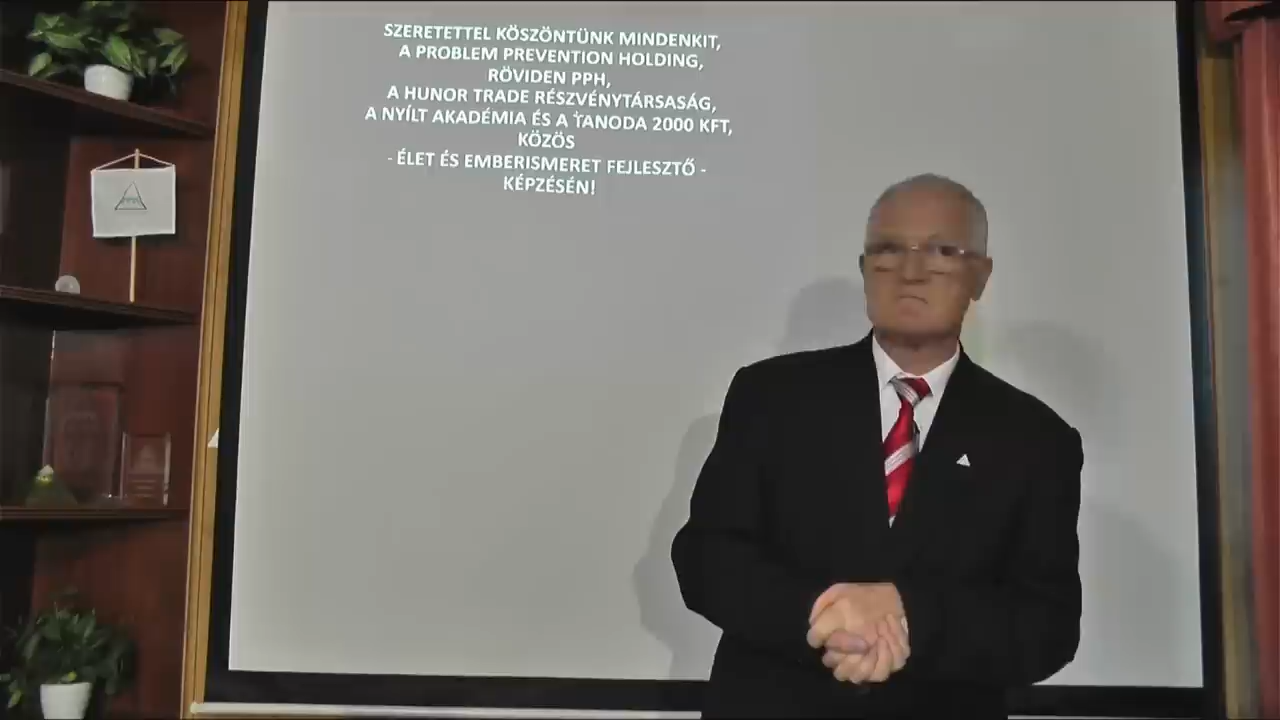 SZERETETTEL KÖSZÖNTÜNK MINDENKIT,
A PROBLEM PREVENTION HOLDING,
RÖVIDEN PPH,
A HUNOR TRADE RÉSZVÉNYTÁRSASÁG,
A NYÍLT AKADÉMIA ÉS A TANODA 2000 KFT,
KÖZÖS
- ÉLET ÉS EMBERISMERET FEJLESZTŐ -
KÉPZÉSÉN!